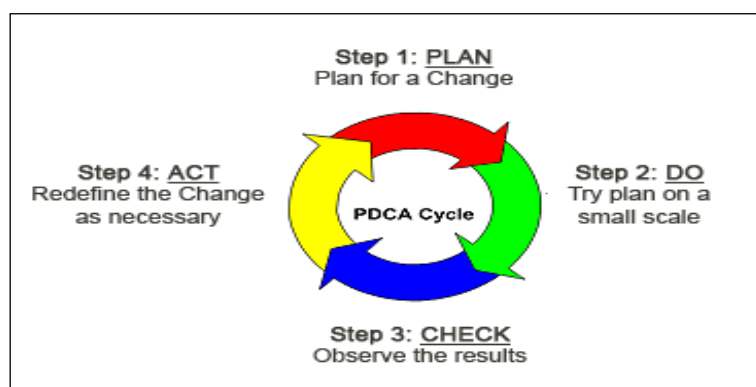 Step 1: PLAN
Plan for a Change
Step 2: DO
Try plan on a
small scale
Step 3: CHECK
Observe the results
Step 4: ACT
Redefine the Change
as necessary
PDCA Cycle